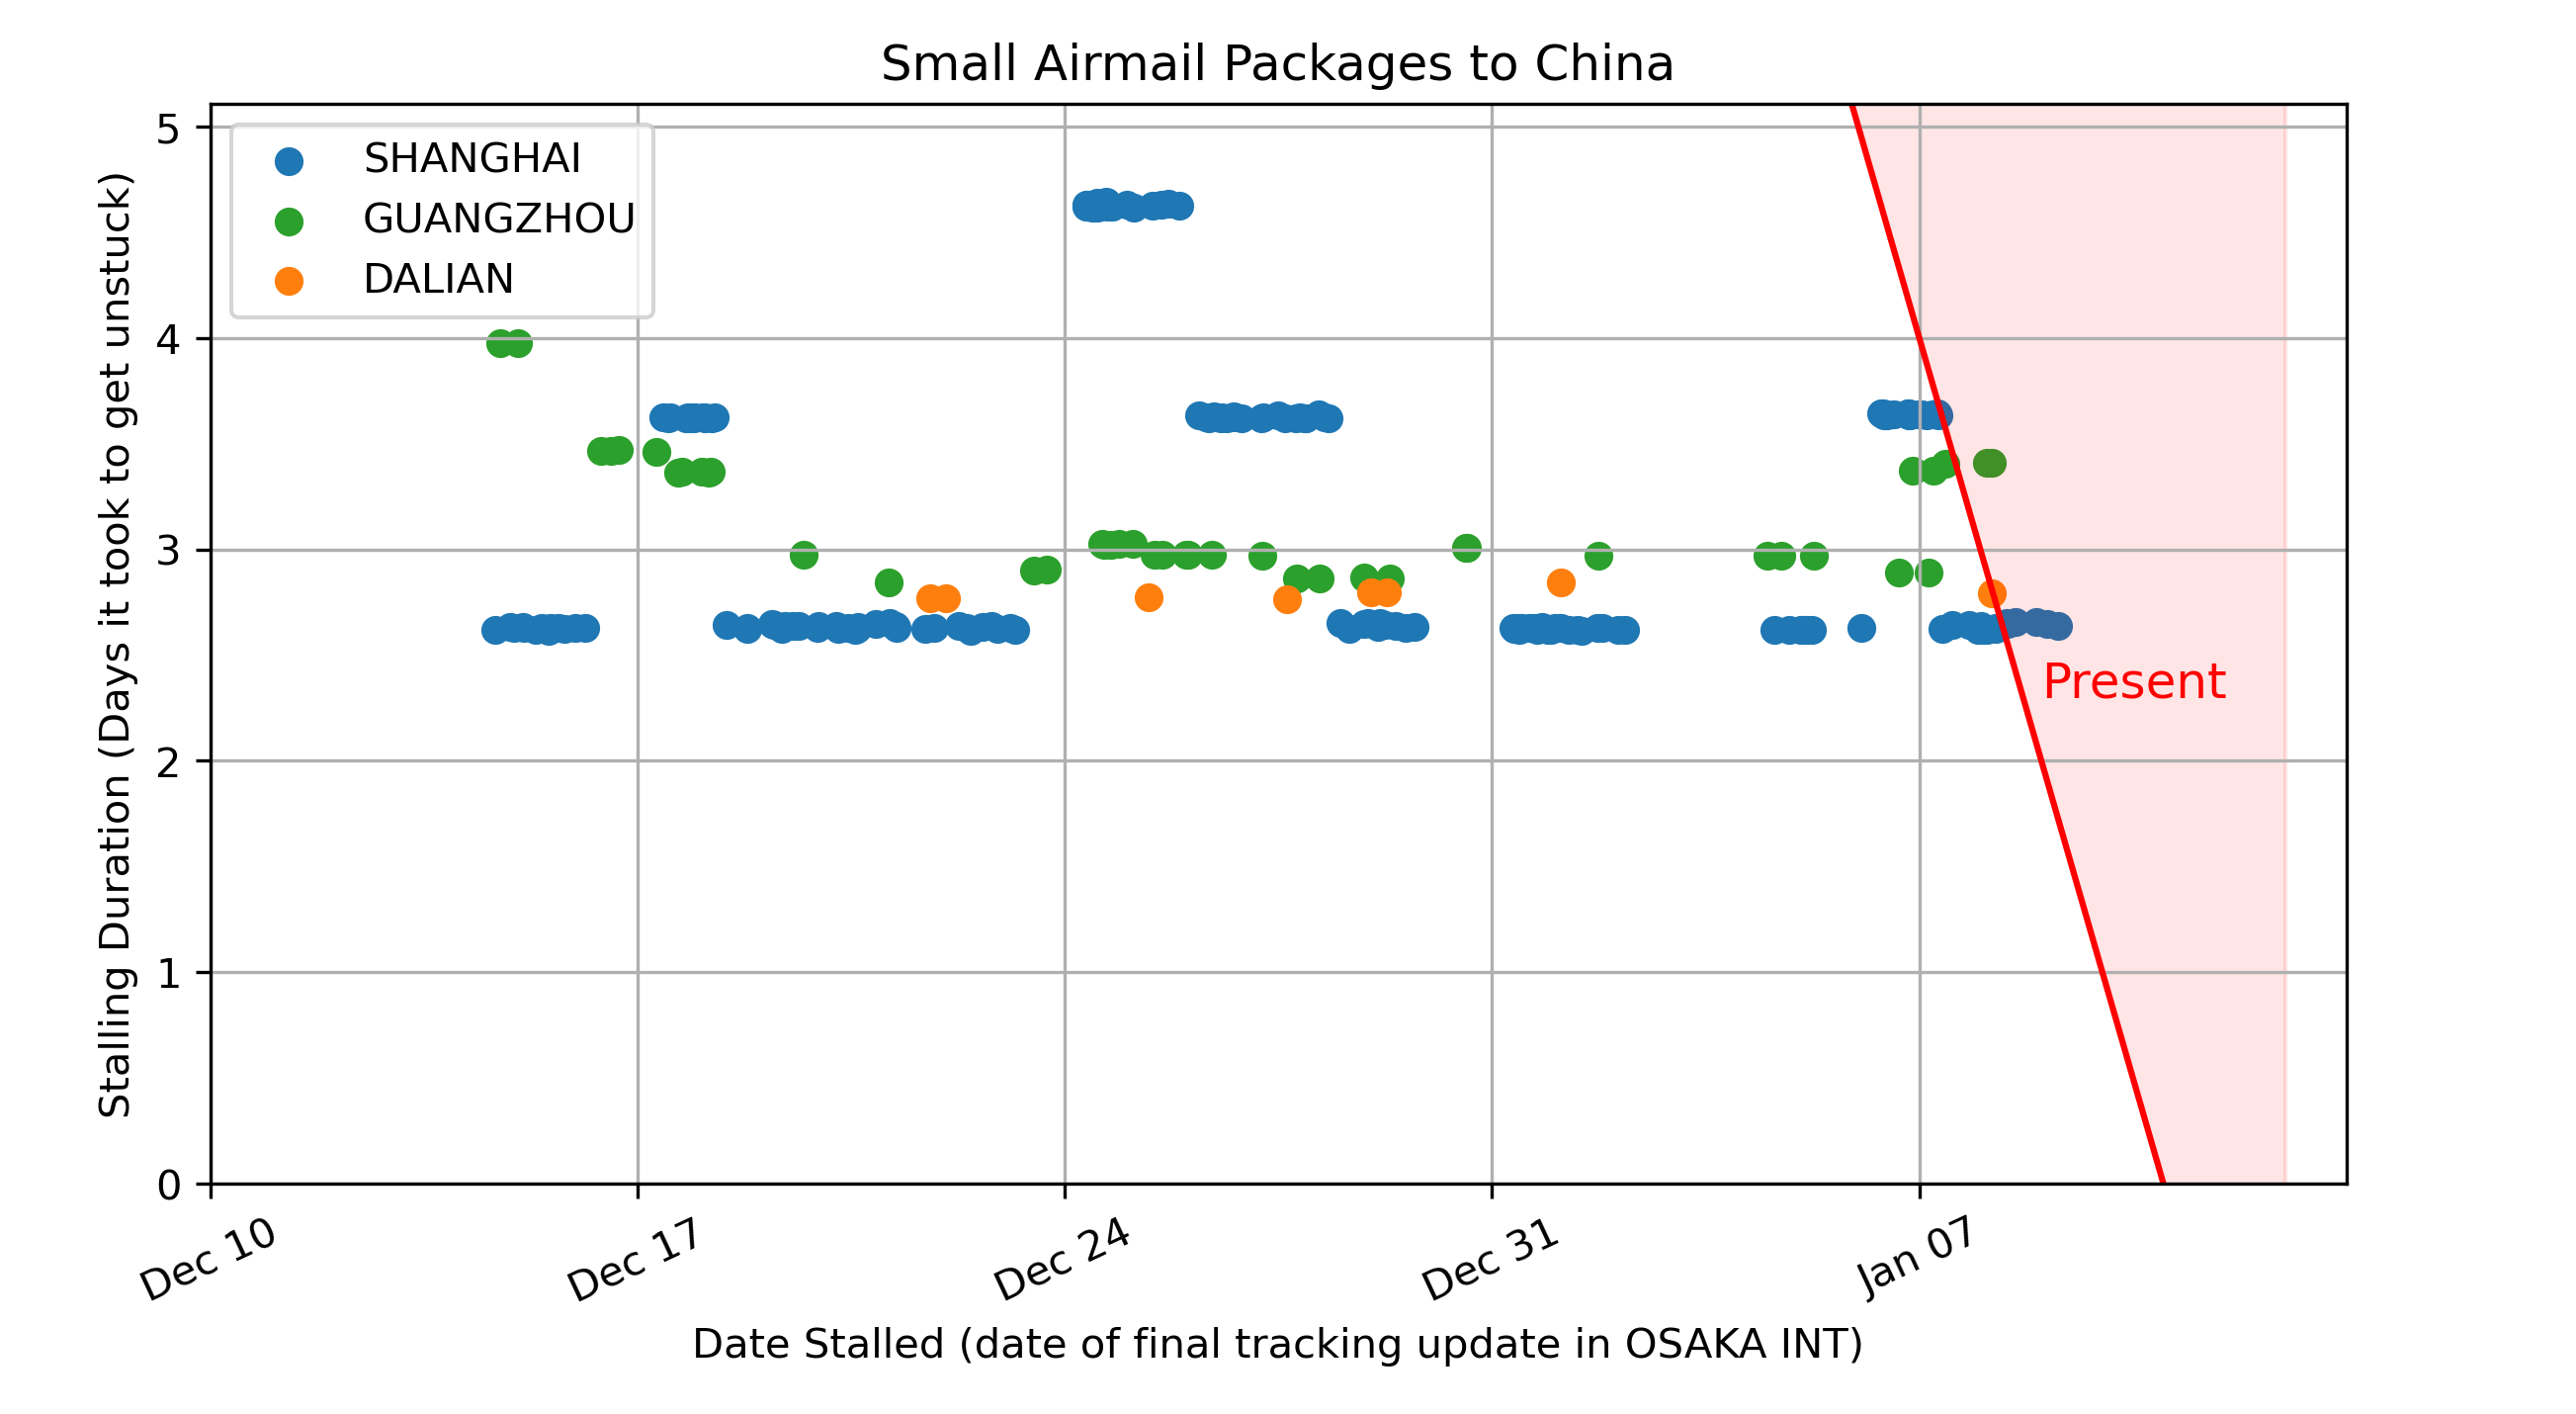 Small Airmail Packages to China
SHANGHAI
GUANGZHOU
DALIAN
Stalling Duration (Days it took to get unstuck)
5
4
3
2
1
0
Present
Dec 10
Dec 17
Dec 24
Dec 31
Jan 07
Date Stalled (date of final tracking update in OSAKA INT)